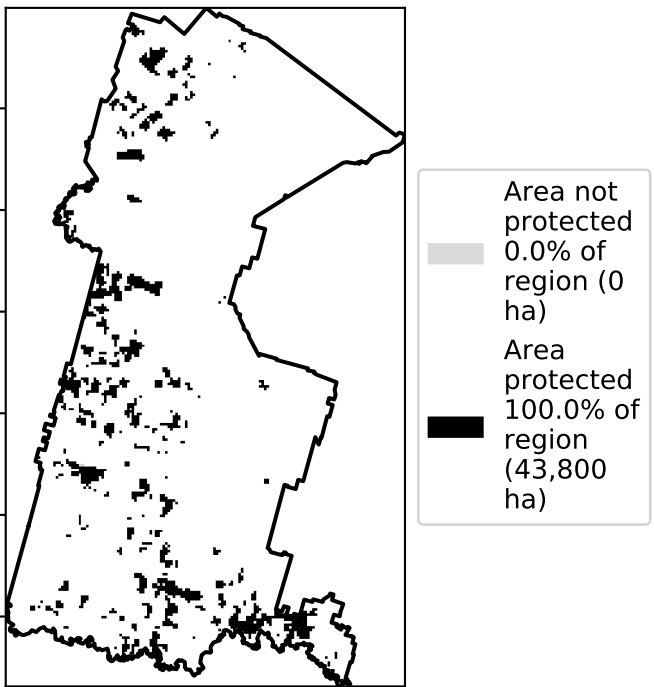 Area not
protected
0.0% of
region (0
ha)
Area
protected
100.0% of
region
(43,800
ha)